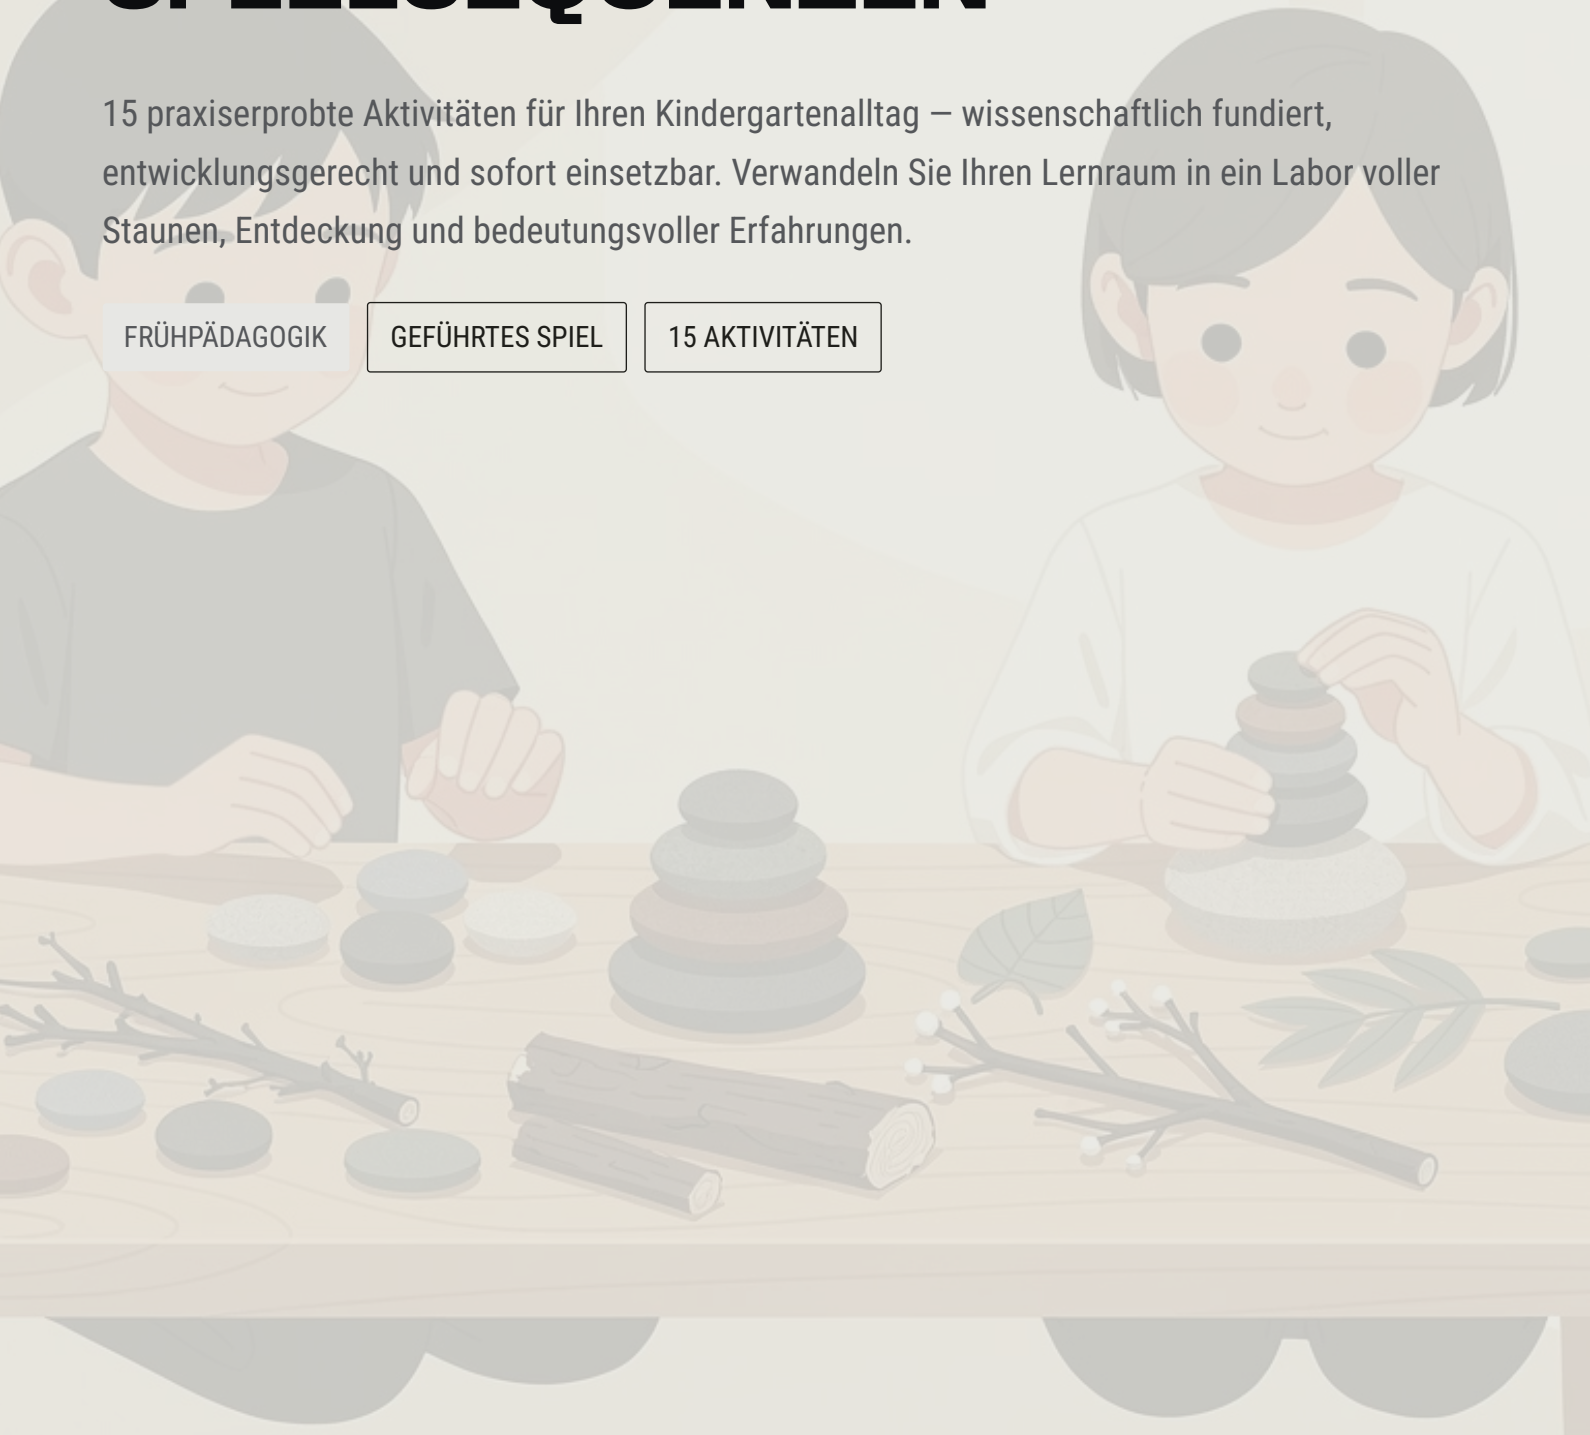 SPIELSEQUENZEN
15 praxiserprobte Aktivitäten für Ihren Kindergartenalltag — wissenschaftlich fundiert,
entwicklungsgerecht und sofort einsetzbar. Verwandeln Sie Ihren Lernraum in ein Labor voller
Staunen, Entdeckung und bedeutungsvoller Erfahrungen.
FRÜHPÄDAGOGIK
GEFÜHRTES SPIEL
15 AKTIVITÄTEN